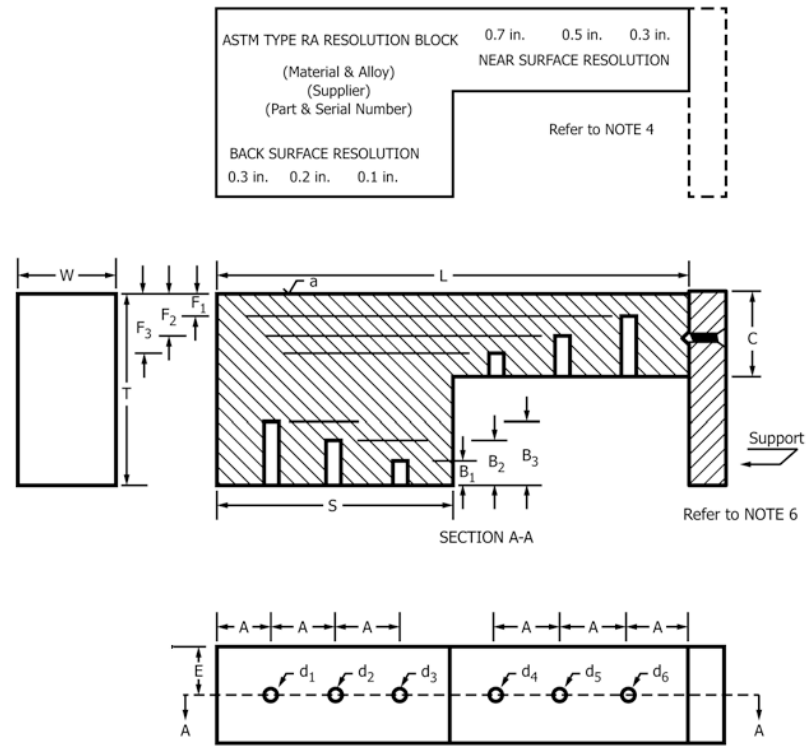 ASTM TYPE RA RESOLUTION BLOCK
(Material & Alloy)
(Supplier)
(Part & Serial Number)
0.7 in. 0.5 in. 0.3 in.
NEAR SURFACE RESOLUTION
Refer to NOTE 4
BACK SURFACE RESOLUTION
0.3 in. 0.2 in. 0.1 in.
W
L
a
F1
F2
F3
T
C
B1
B2
B3
S
Support
Refer to NOTE 6
SECTION A-A
A A A A A A
E
d1 d2 d3 d4 d5 d6
A A